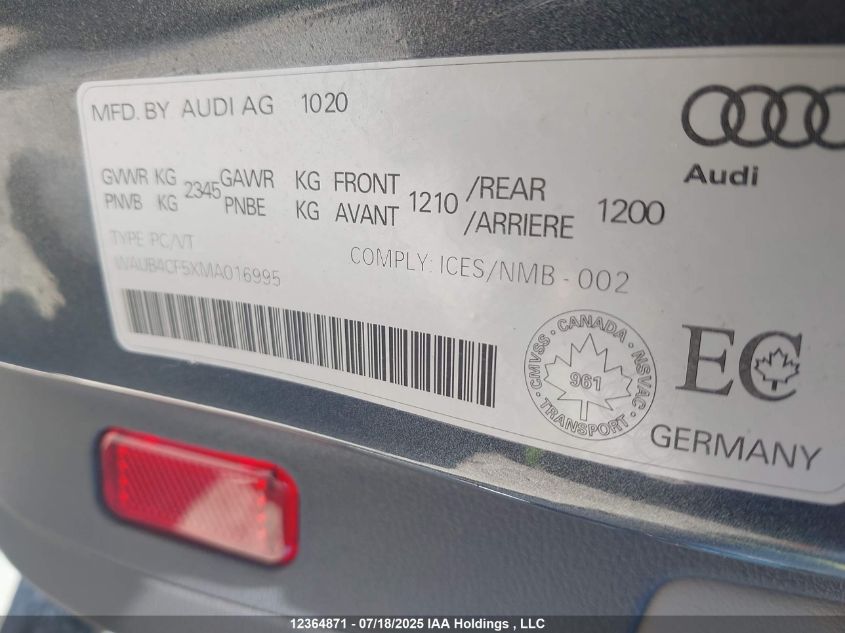 MFD. BY AUDI AG 1020
Audi
GVWR KG 2345 GAWR KG FRONT 1210 /REAR 1200
PNVB KG PNBE KG AVANT /ARRIERE
TYPE PC/VT
WAUB4CF5XMA016995
COMPLY: ICES/NMB - 002
CMVSS · CANADA · NSVAC · TRANSPORT ·
961
EC
GERMANY
12364871 - 07/18/2025 IAA Holdings , LLC